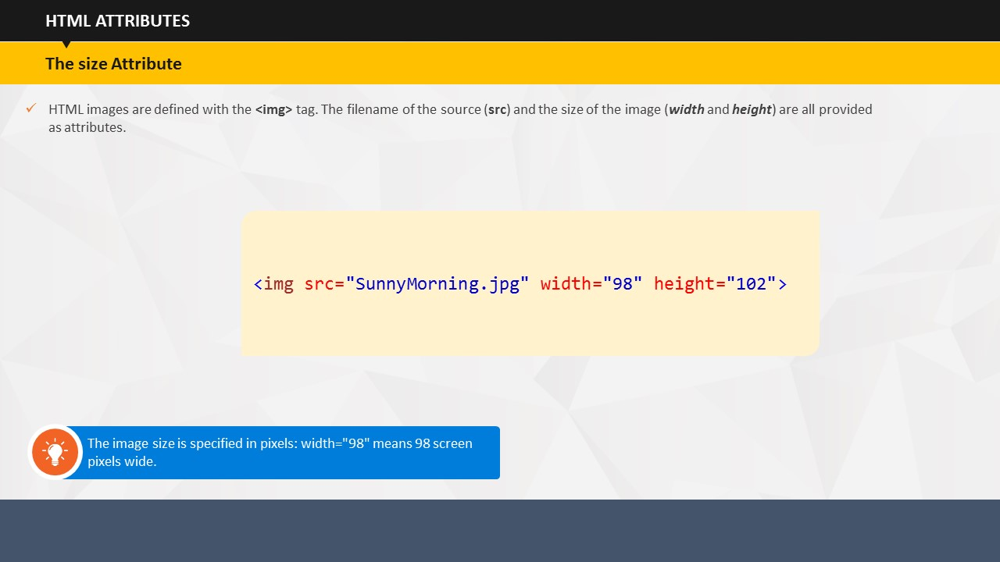 HTML ATTRIBUTES
The size Attribute
HTML images are defined with the <img> tag. The filename of the source (src) and the size of the image (width and height) are all provided
as attributes.
<img src="SunnyMorning.jpg" width="98" height="102">
The image size is specified in pixels: width="98" means 98 screen
pixels wide.